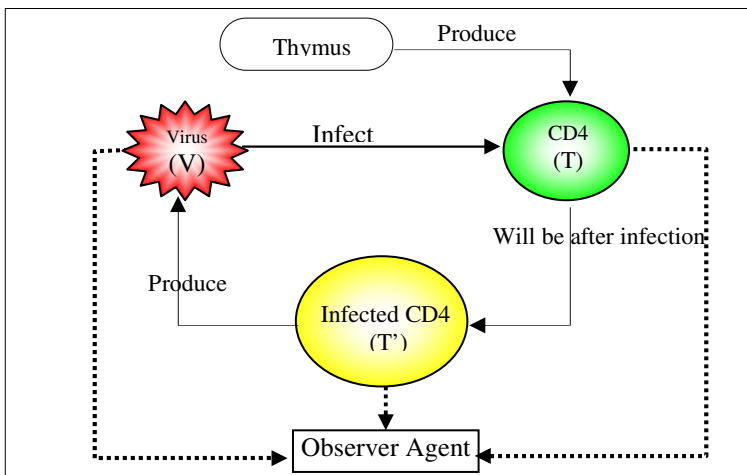 Produce
Thymus
Virus
(V)
Infect
CD4
(T)
Will be after infection
Produce
Infected CD4
(T’)
Observer Agent